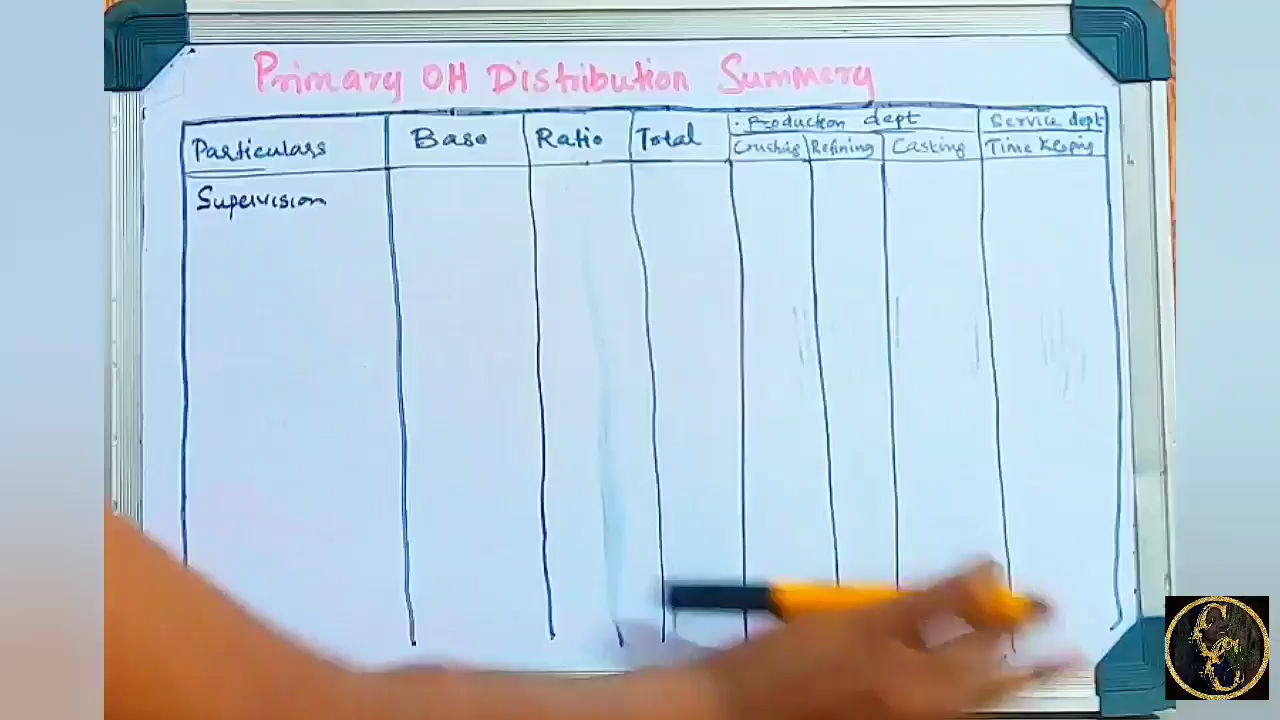 Primary OH Distribution Summery
Particulars Base Ratio Total Production dept Service dept
Crushing Refining Casting Time Keeping
Supervision